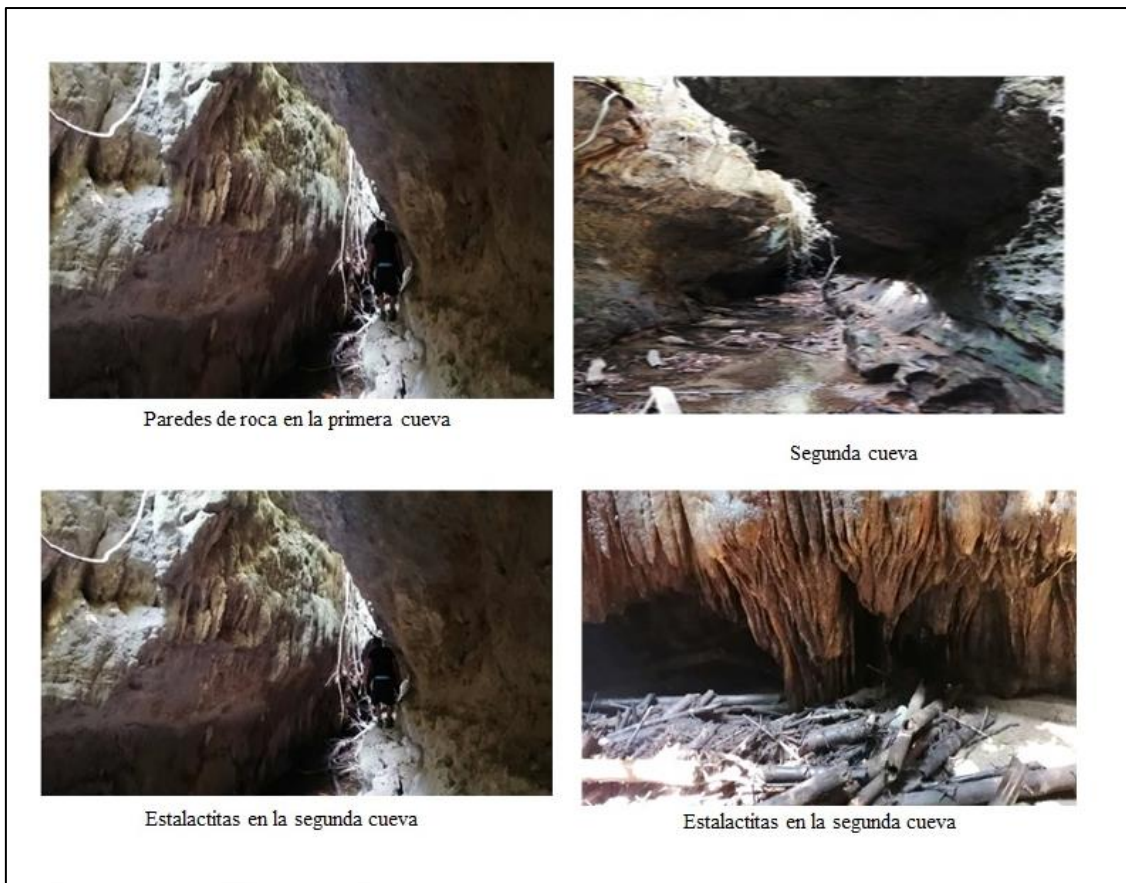 Paredes de roca en la primera cueva
Segunda cueva
Estalactitas en la segunda cueva
Estalactitas en la segunda cueva